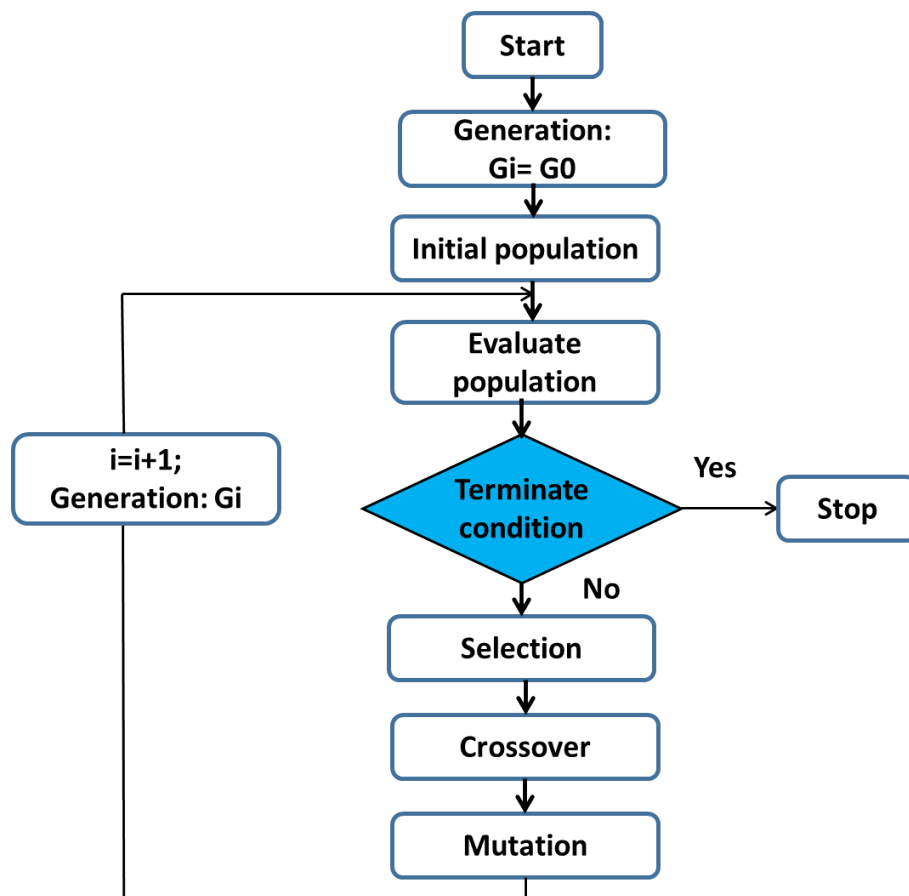 Start
Generation:
Gi= G0
Initial population
Evaluate
population
i=i+1;
Generation: Gi
Terminate
condition
Yes
Stop
No
Selection
Crossover
Mutation